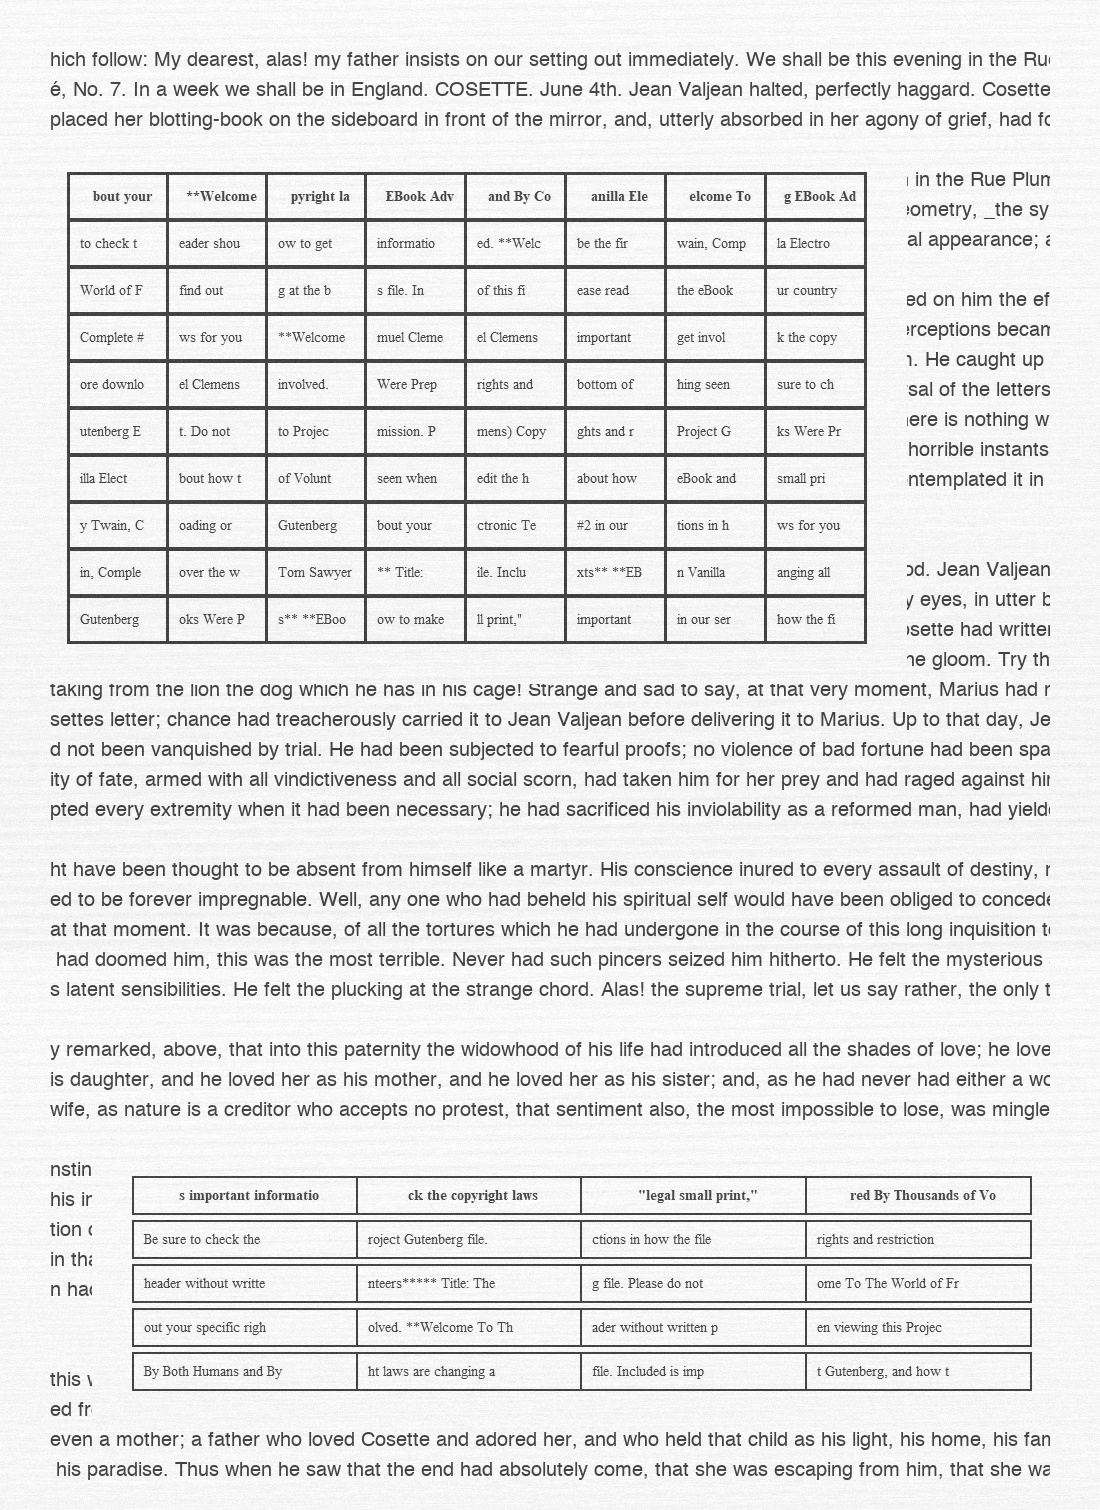 hich follow: My dearest, alas! my father insists on our setting out immediately. We shall be this evening in the Rue
é, No. 7. In a week we shall be in England. COSETTE. June 4th. Jean Valjean halted, perfectly haggard. Cosette
placed her blotting-book on the sideboard in front of the mirror, and, utterly absorbed in her agony of grief, had fo
bout your **Welcome pyright la EBook Adv and By Co anilla Ele elcome To g EBook Ad
to check t eader shou ow to get informatio ed. **Welc be the fir wain, Comp la Electro
World of F find out g at the b s file. In of this fi ease read the eBook ur country
Complete # ws for you **Welcome muel Cleme el Clemens important get invol k the copy
ore downlo el Clemens involved. Were Prep rights and bottom of hing seen sure to ch
utenberg E t. Do not to Projec mission. P mens) Copy ghts and r Project G ks Were Pr
illa Elect bout how t of Volunt seen when edit the h about how eBook and small pri
y Twain, C oading or Gutenberg bout your ctronic Te #2 in our tions in h ws for you
in, Comple over the w Tom Sawyer ** Title: ile. Inclu xts** **EB n Vanilla anging all
Gutenberg oks Were P s** **EBoo ow to make ll print," important in our ser how the fi
in the Rue Plum
eometry, _the sy
al appearance; a
ed on him the ef
erceptions becam
n. He caught up
sal of the letters
ere is nothing w
horrible instants
ntemplated it in
od. Jean Valjean
y eyes, in utter b
osette had written
he gloom. Try th
taking from the lion the dog which he has in his cage! Strange and sad to say, at that very moment, Marius had n
settes letter; chance had treacherously carried it to Jean Valjean before delivering it to Marius. Up to that day, Je
d not been vanquished by trial. He had been subjected to fearful proofs; no violence of bad fortune had been spa
ity of fate, armed with all vindictiveness and all social scorn, had taken him for her prey and had raged against him
pted every extremity when it had been necessary; he had sacrificed his inviolability as a reformed man, had yielde
ht have been thought to be absent from himself like a martyr. His conscience inured to every assault of destiny, m
ed to be forever impregnable. Well, any one who had beheld his spiritual self would have been obliged to concede
at that moment. It was because, of all the tortures which he had undergone in the course of this long inquisition to
had doomed him, this was the most terrible. Never had such pincers seized him hitherto. He felt the mysterious
s latent sensibilities. He felt the plucking at the strange chord. Alas! the supreme trial, let us say rather, the only t
y remarked, above, that into this paternity the widowhood of his life had introduced all the shades of love; he love
is daughter, and he loved her as his mother, and he loved her as his sister; and, as he had never had either a wo
wife, as nature is a creditor who accepts no protest, that sentiment also, the most impossible to lose, was mingle
nstin
his in
tion o
in tha
n had
this w
ed fr
s important informatio ck the copyright laws "legal small print," red By Thousands of Vo
Be sure to check the roject Gutenberg file. ctions in how the file rights and restriction
header without writte nteers***** Title: The g file. Please do not ome To The World of Fr
out your specific righ olved. **Welcome To Th ader without written p en viewing this Projec
By Both Humans and By ht laws are changing a file. Included is imp t Gutenberg, and how t
even a mother; a father who loved Cosette and adored her, and who held that child as his light, his home, his fam
his paradise. Thus when he saw that the end had absolutely come, that she was escaping from him, that she wa